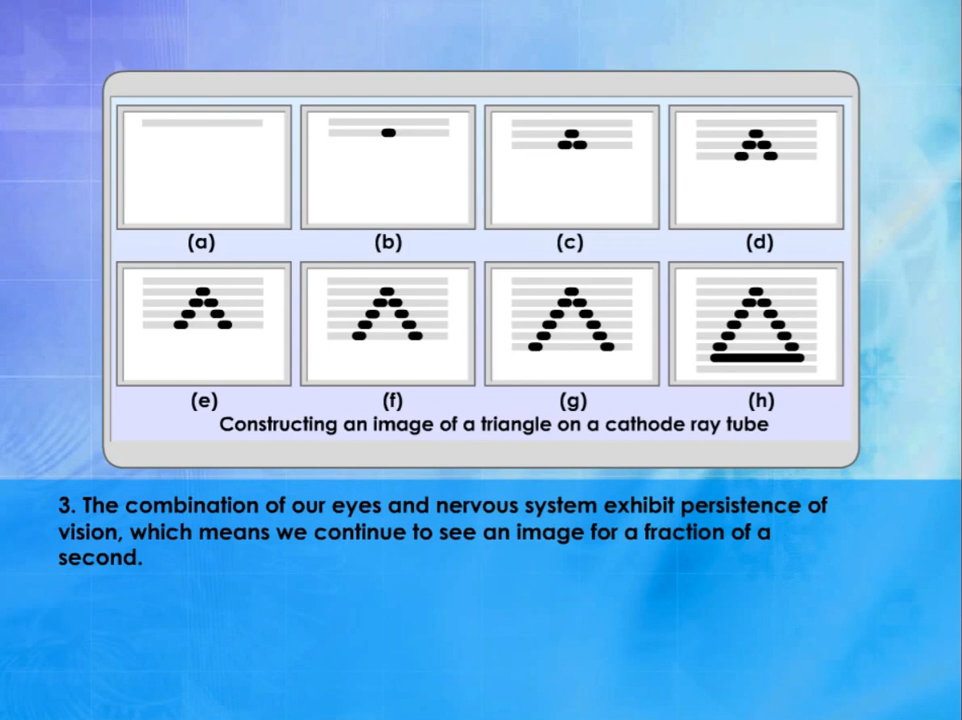 (a) (b) (c) (d)
(e) (f) (g) (h)
Constructing an image of a triangle on a cathode ray tube
3. The combination of our eyes and nervous system exhibit persistence of
vision, which means we continue to see an image for a fraction of a
second.